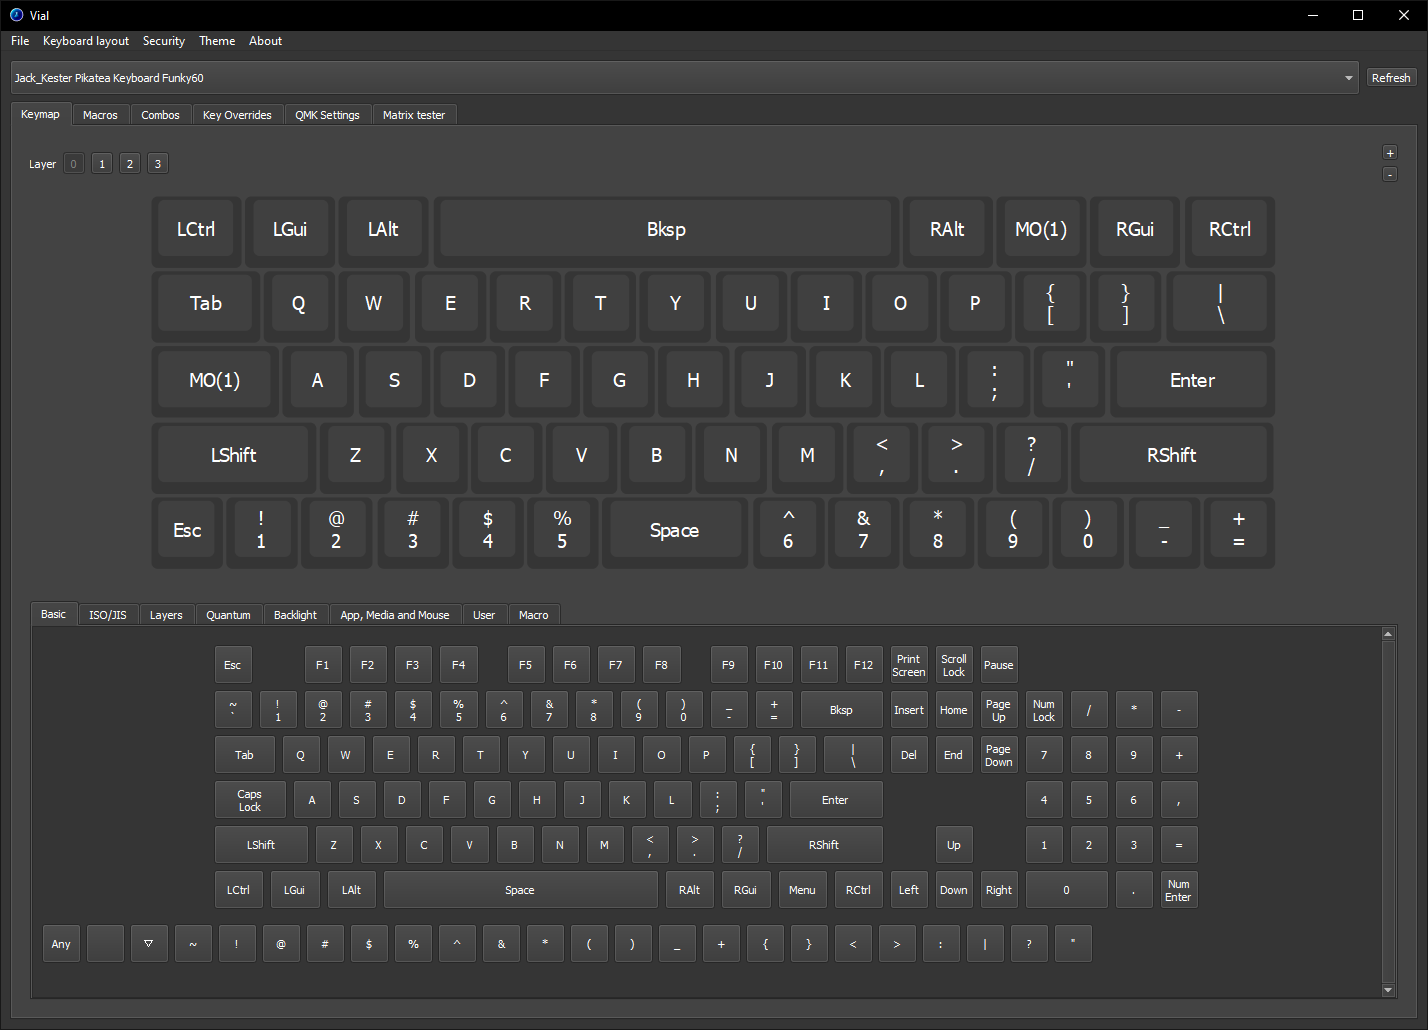 Vial
File Keyboard layout Security Theme About
Jack_Kester Pikatea Keyboard Funky60 Refresh
Keymap Macros Combos Key Overrides QMK Settings Matrix tester
Layer 0 1 2 3
+
-
LCtrl LGui LAlt Bksp RAlt MO(1) RGui RCtrl
{ } |
Tab Q W E R T Y U I O P [ ] \
: "
MO(1) A S D F G H J K L ; ' Enter
< > ?
LShift Z X C V B N M , . / RShift
! @ # $ % ^ & * ( ) _ +
Esc 1 2 3 4 5 Space 6 7 8 9 0 - =
Basic ISO/JIS Layers Quantum Backlight App, Media and Mouse User Macro
Esc F1 F2 F3 F4 F5 F6 F7 F8 F9 F10 F11 F12 Print Screen Scroll Lock Pause
~ ! @ # $ % ^ & * ( ) _ +
` 1 2 3 4 5 6 7 8 9 0 - = Bksp Insert Home Page Up Num Lock / * -
{ } |
Tab Q W E R T Y U I O P [ ] \ Del End Page Down 7 8 9 +
: "
Caps Lock A S D F G H J K L ; ' Enter 4 5 6 ,
< > ?
LShift Z X C V B N M , . / RShift Up 1 2 3 =
LCtrl LGui LAlt Space RAlt RGui Menu RCtrl Left Down Right 0 . Num Enter
Any ▽ ~ ! @ # $ % ^ & * ( ) _ + { } < > : | ? "